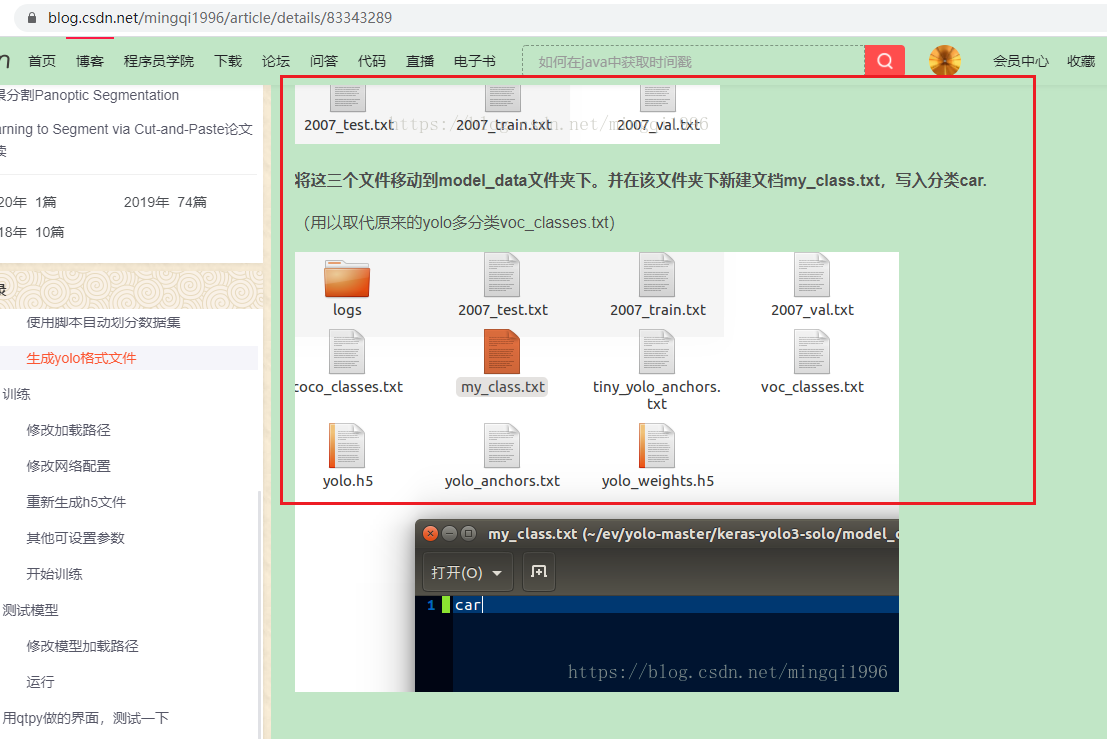 blog.csdn.net/mingqi1996/article/details/83343289
首页 博客 程序员学院 下载 论坛 问答 代码 直播 电子书 如何在java中获取时间戳 会员中心 收藏
分割Panoptic Segmentation
arning to Segment via Cut-and-Paste论文
读
20年 1篇 2019年 74篇
18年 10篇
录
使用脚本自动划分数据集
生成yolo格式文件
训练
修改加载路径
修改网络配置
重新生成h5文件
其他可设置参数
开始训练
测试模型
修改模型加载路径
运行
用qtpy做的界面，测试一下
2007_test.txt 2007_train.txt 2007_val.txt
https://blog.csdn.net/mingqi1996
将这三个文件移动到model_data文件夹下。并在该文件夹下新建文档my_class.txt，写入分类car.
（用以取代原来的yolo多分类voc_classes.txt）
logs 2007_test.txt 2007_train.txt 2007_val.txt
coco_classes.txt my_class.txt tiny_yolo_anchors. voc_classes.txt
txt
yolo.h5 yolo_anchors.txt yolo_weights.h5
my_class.txt (~/ev/yolo-master/keras-yolo3-solo/model_
打开(O)
1 car
https://blog.csdn.net/mingqi1996